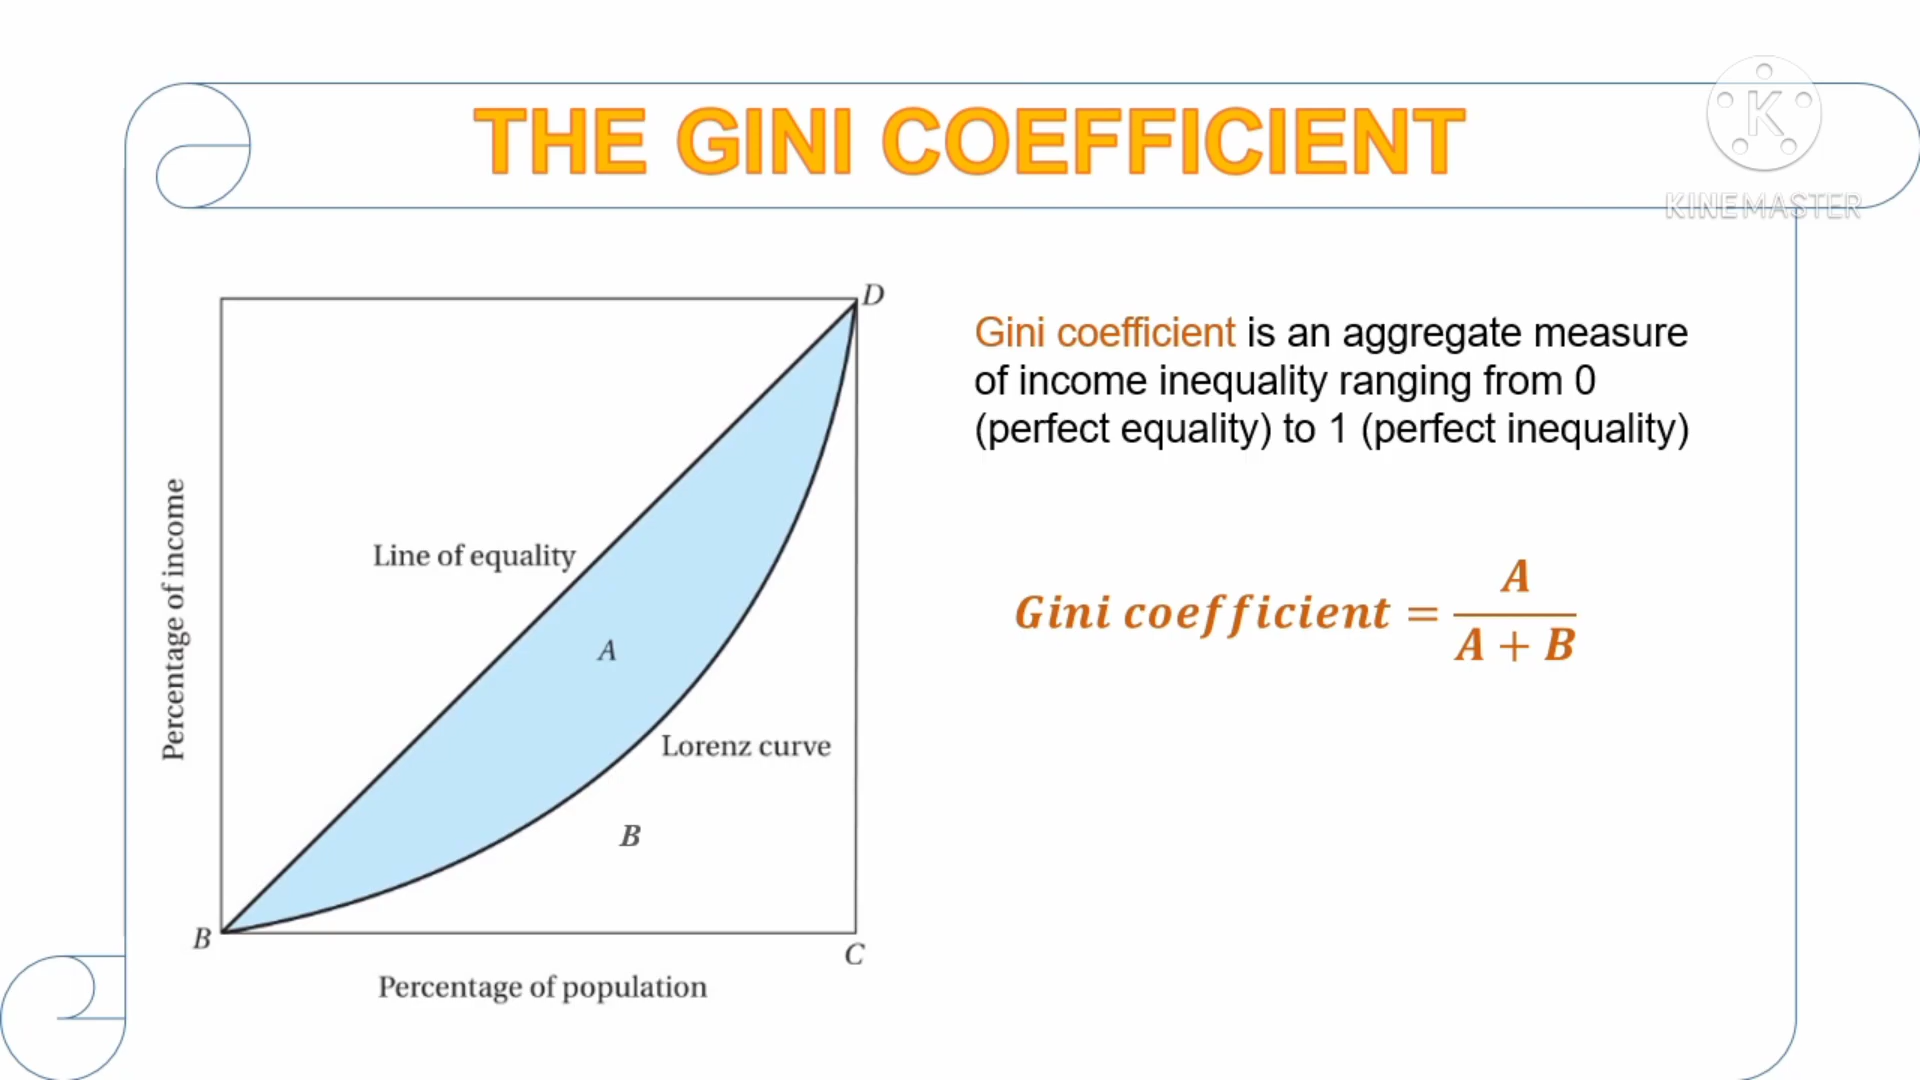 THE GINI COEFFICIENT
K
KINEMASTER
D
Gini coefficient is an aggregate measure
of income inequality ranging from 0
(perfect equality) to 1 (perfect inequality)
Percentage of income
Line of equality
A
Lorenz curve
B
B
C
Percentage of population
Gini coefficient = A / A + B